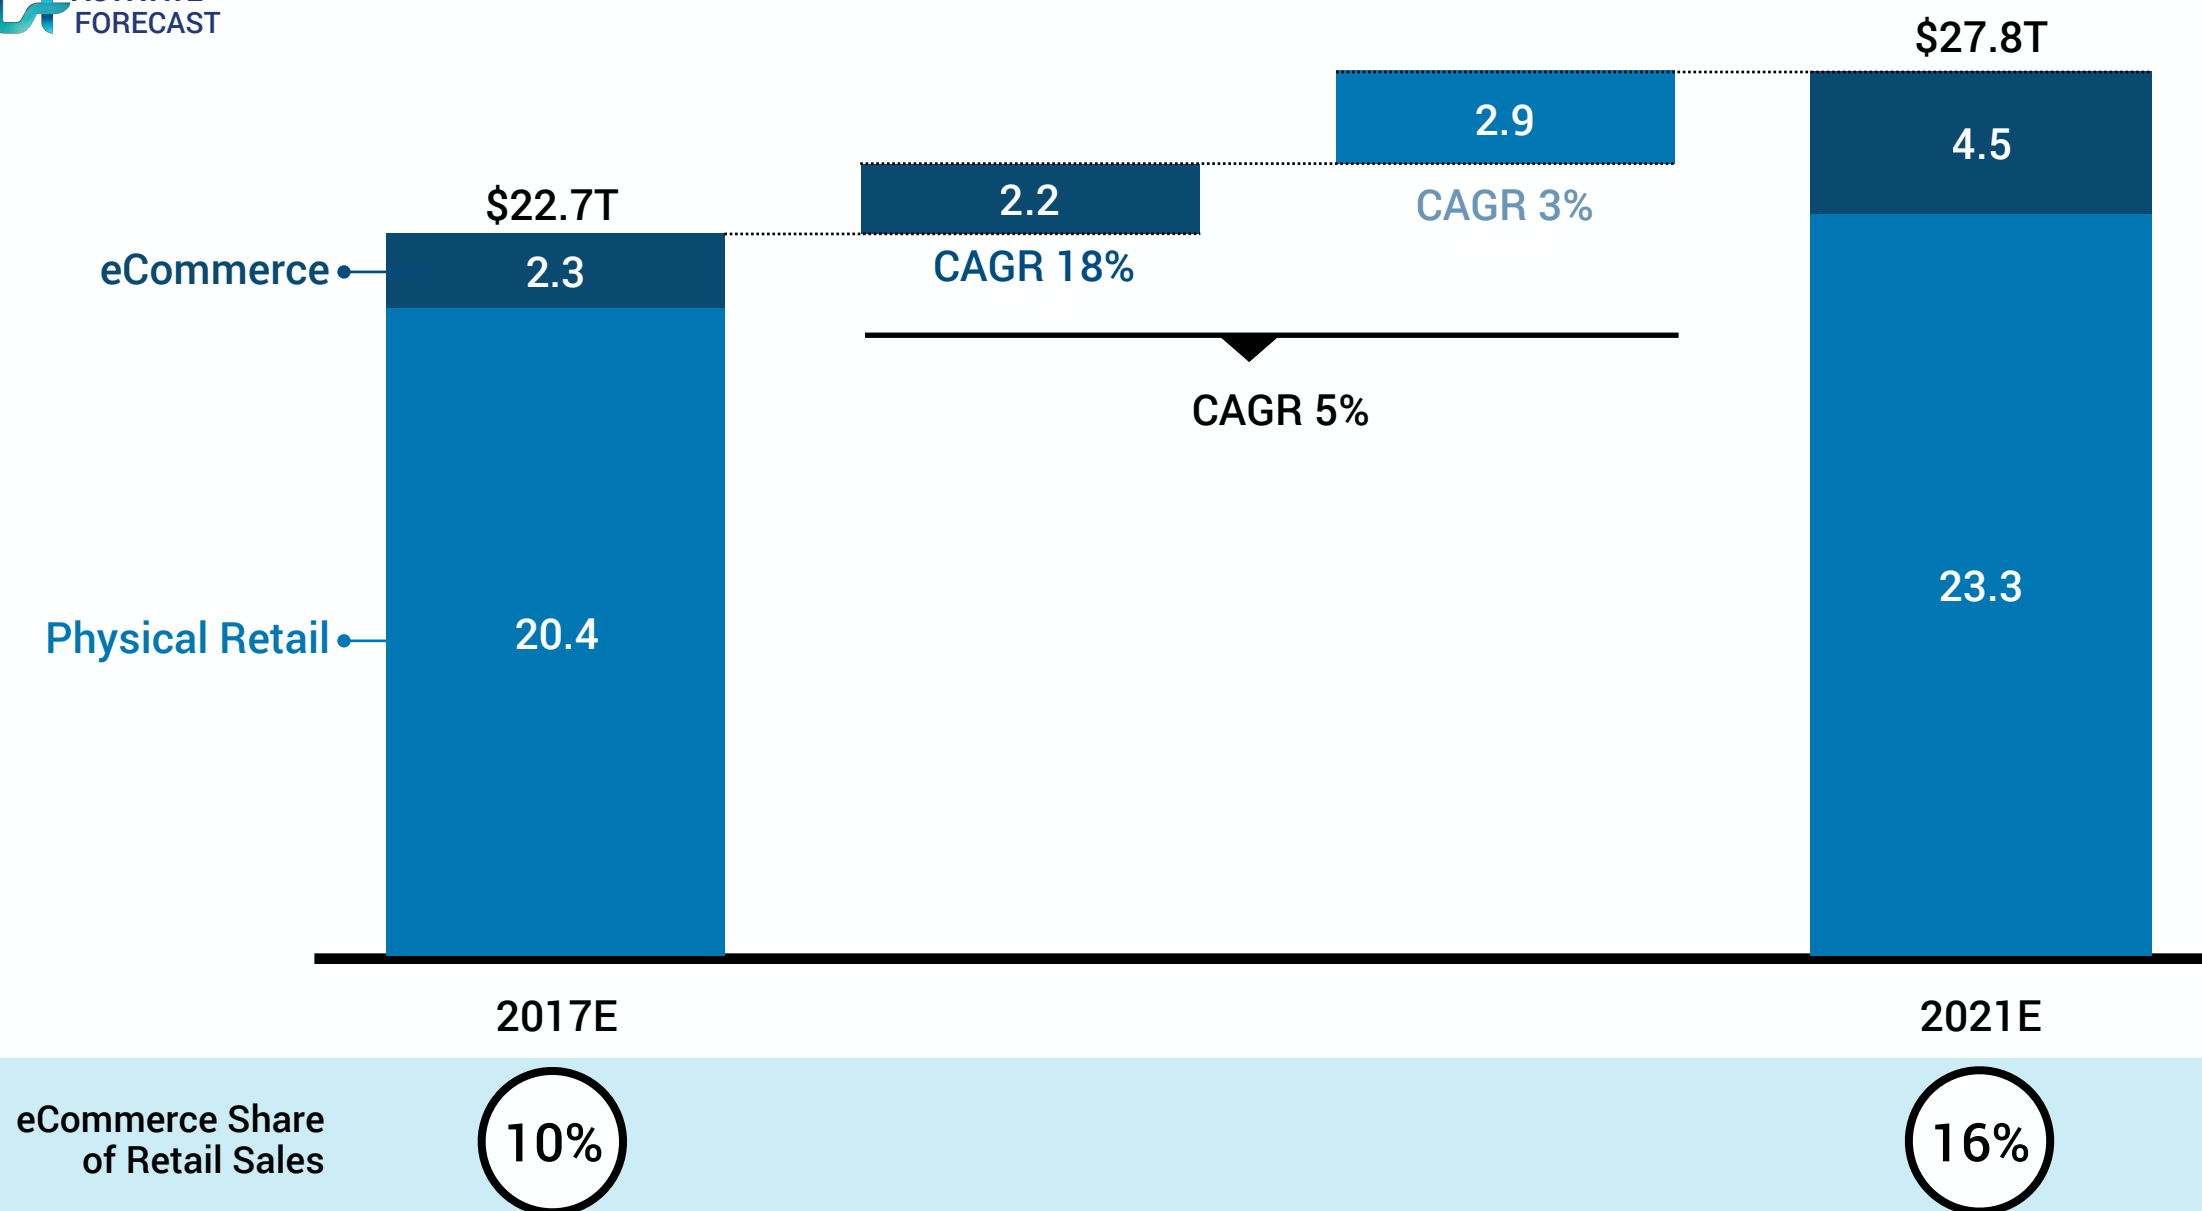 FORECAST
$27.8T
2.9
4.5
$22.7T
2.2
CAGR 3%
eCommerce
2.3
CAGR 18%
CAGR 5%
Physical Retail
20.4
23.3
2017E
2021E
eCommerce Share
of Retail Sales
10%
16%